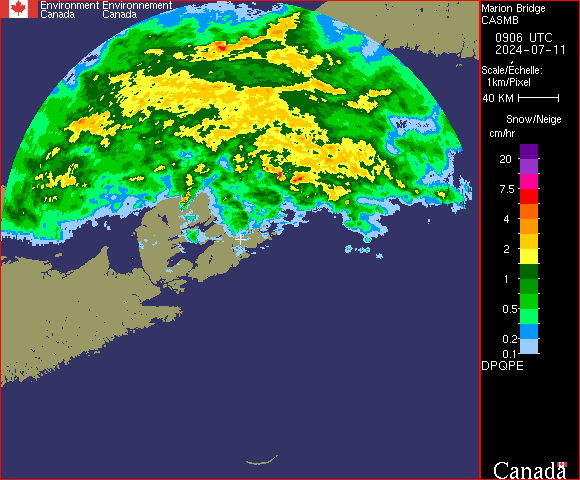 Environment Environnement
Canada Canada
Marion Bridge
CASMB
0906 UTC
2024-07-11
Scale/Echelle:
1km/Pixel
40 KM
Snow/Neige
cm/hr
20
7.5
4
2
1
0.5
0.2
0.1
DPQPE
Canada